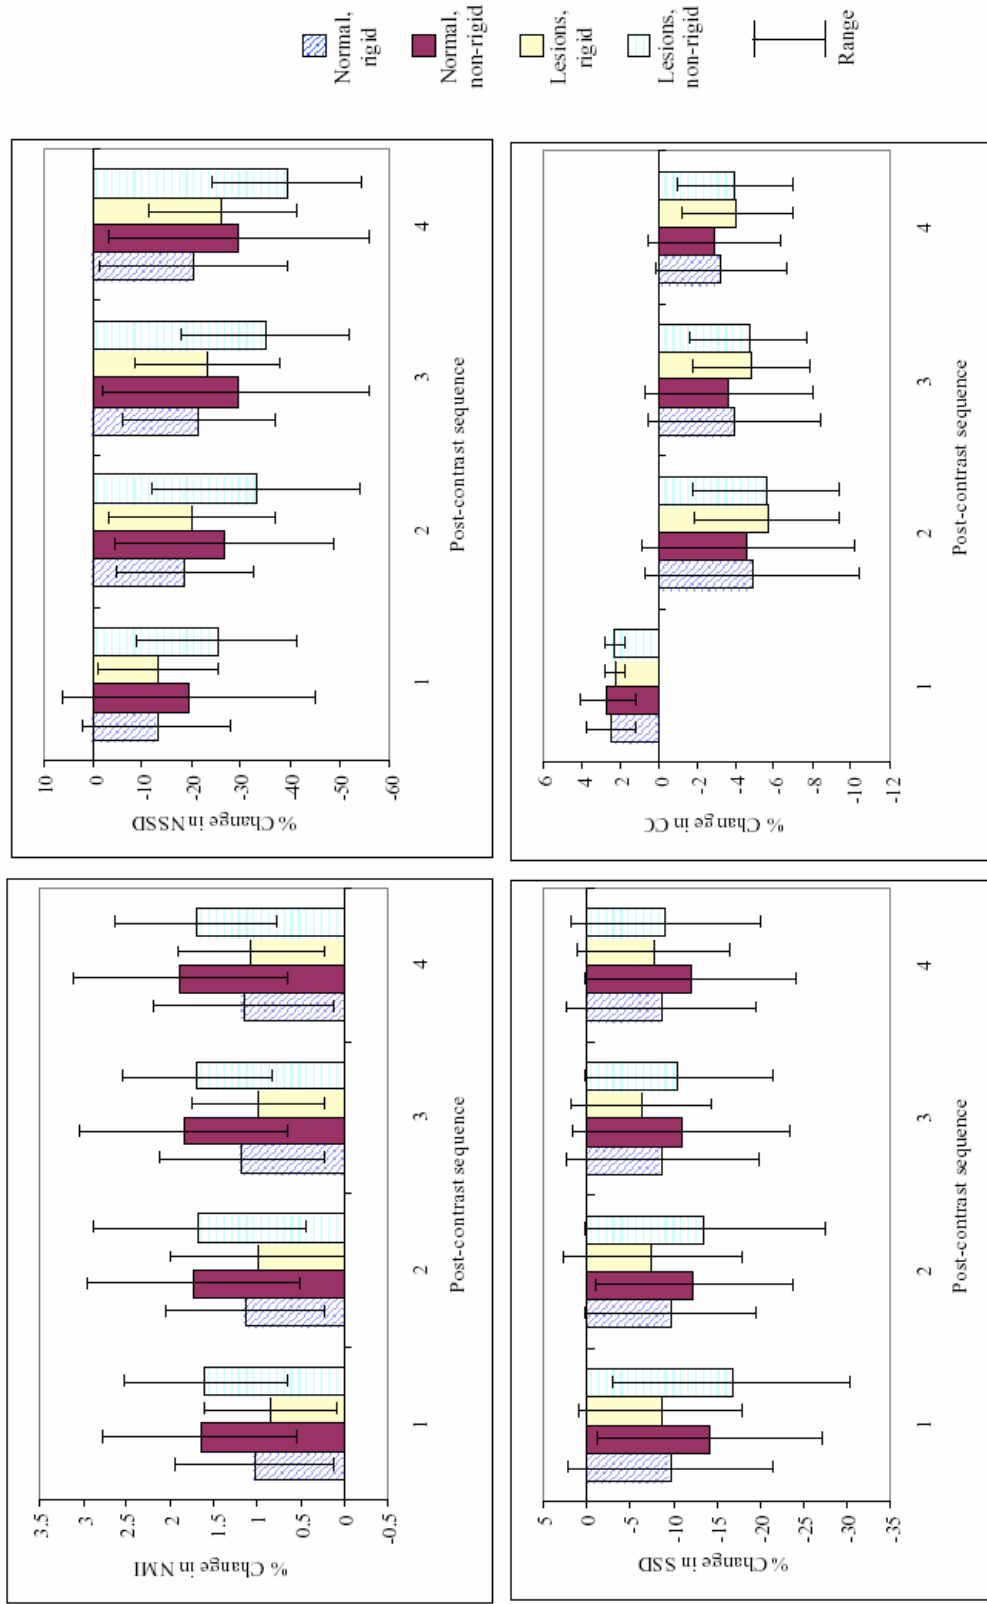 3.5
3
2.5
2
1.5
1
0.5
0
-0.5
% Change in NMI
1 2 3 4
Post-contrast sequence
10
0
-10
-20
-30
-40
-50
-60
% Change in NSSD
1 2 3 4
Post-contrast sequence
5
0
-5
-10
-15
-20
-25
-30
-35
% Change in SSD
1 2 3 4
Post-contrast sequence
6
4
2
0
-2
-4
-6
-8
-10
-12
% Change in CC
1 2 3 4
Post-contrast sequence
Normal,
rigid
Normal,
non-rigid
Lesions,
rigid
Lesions,
non-rigid
Range